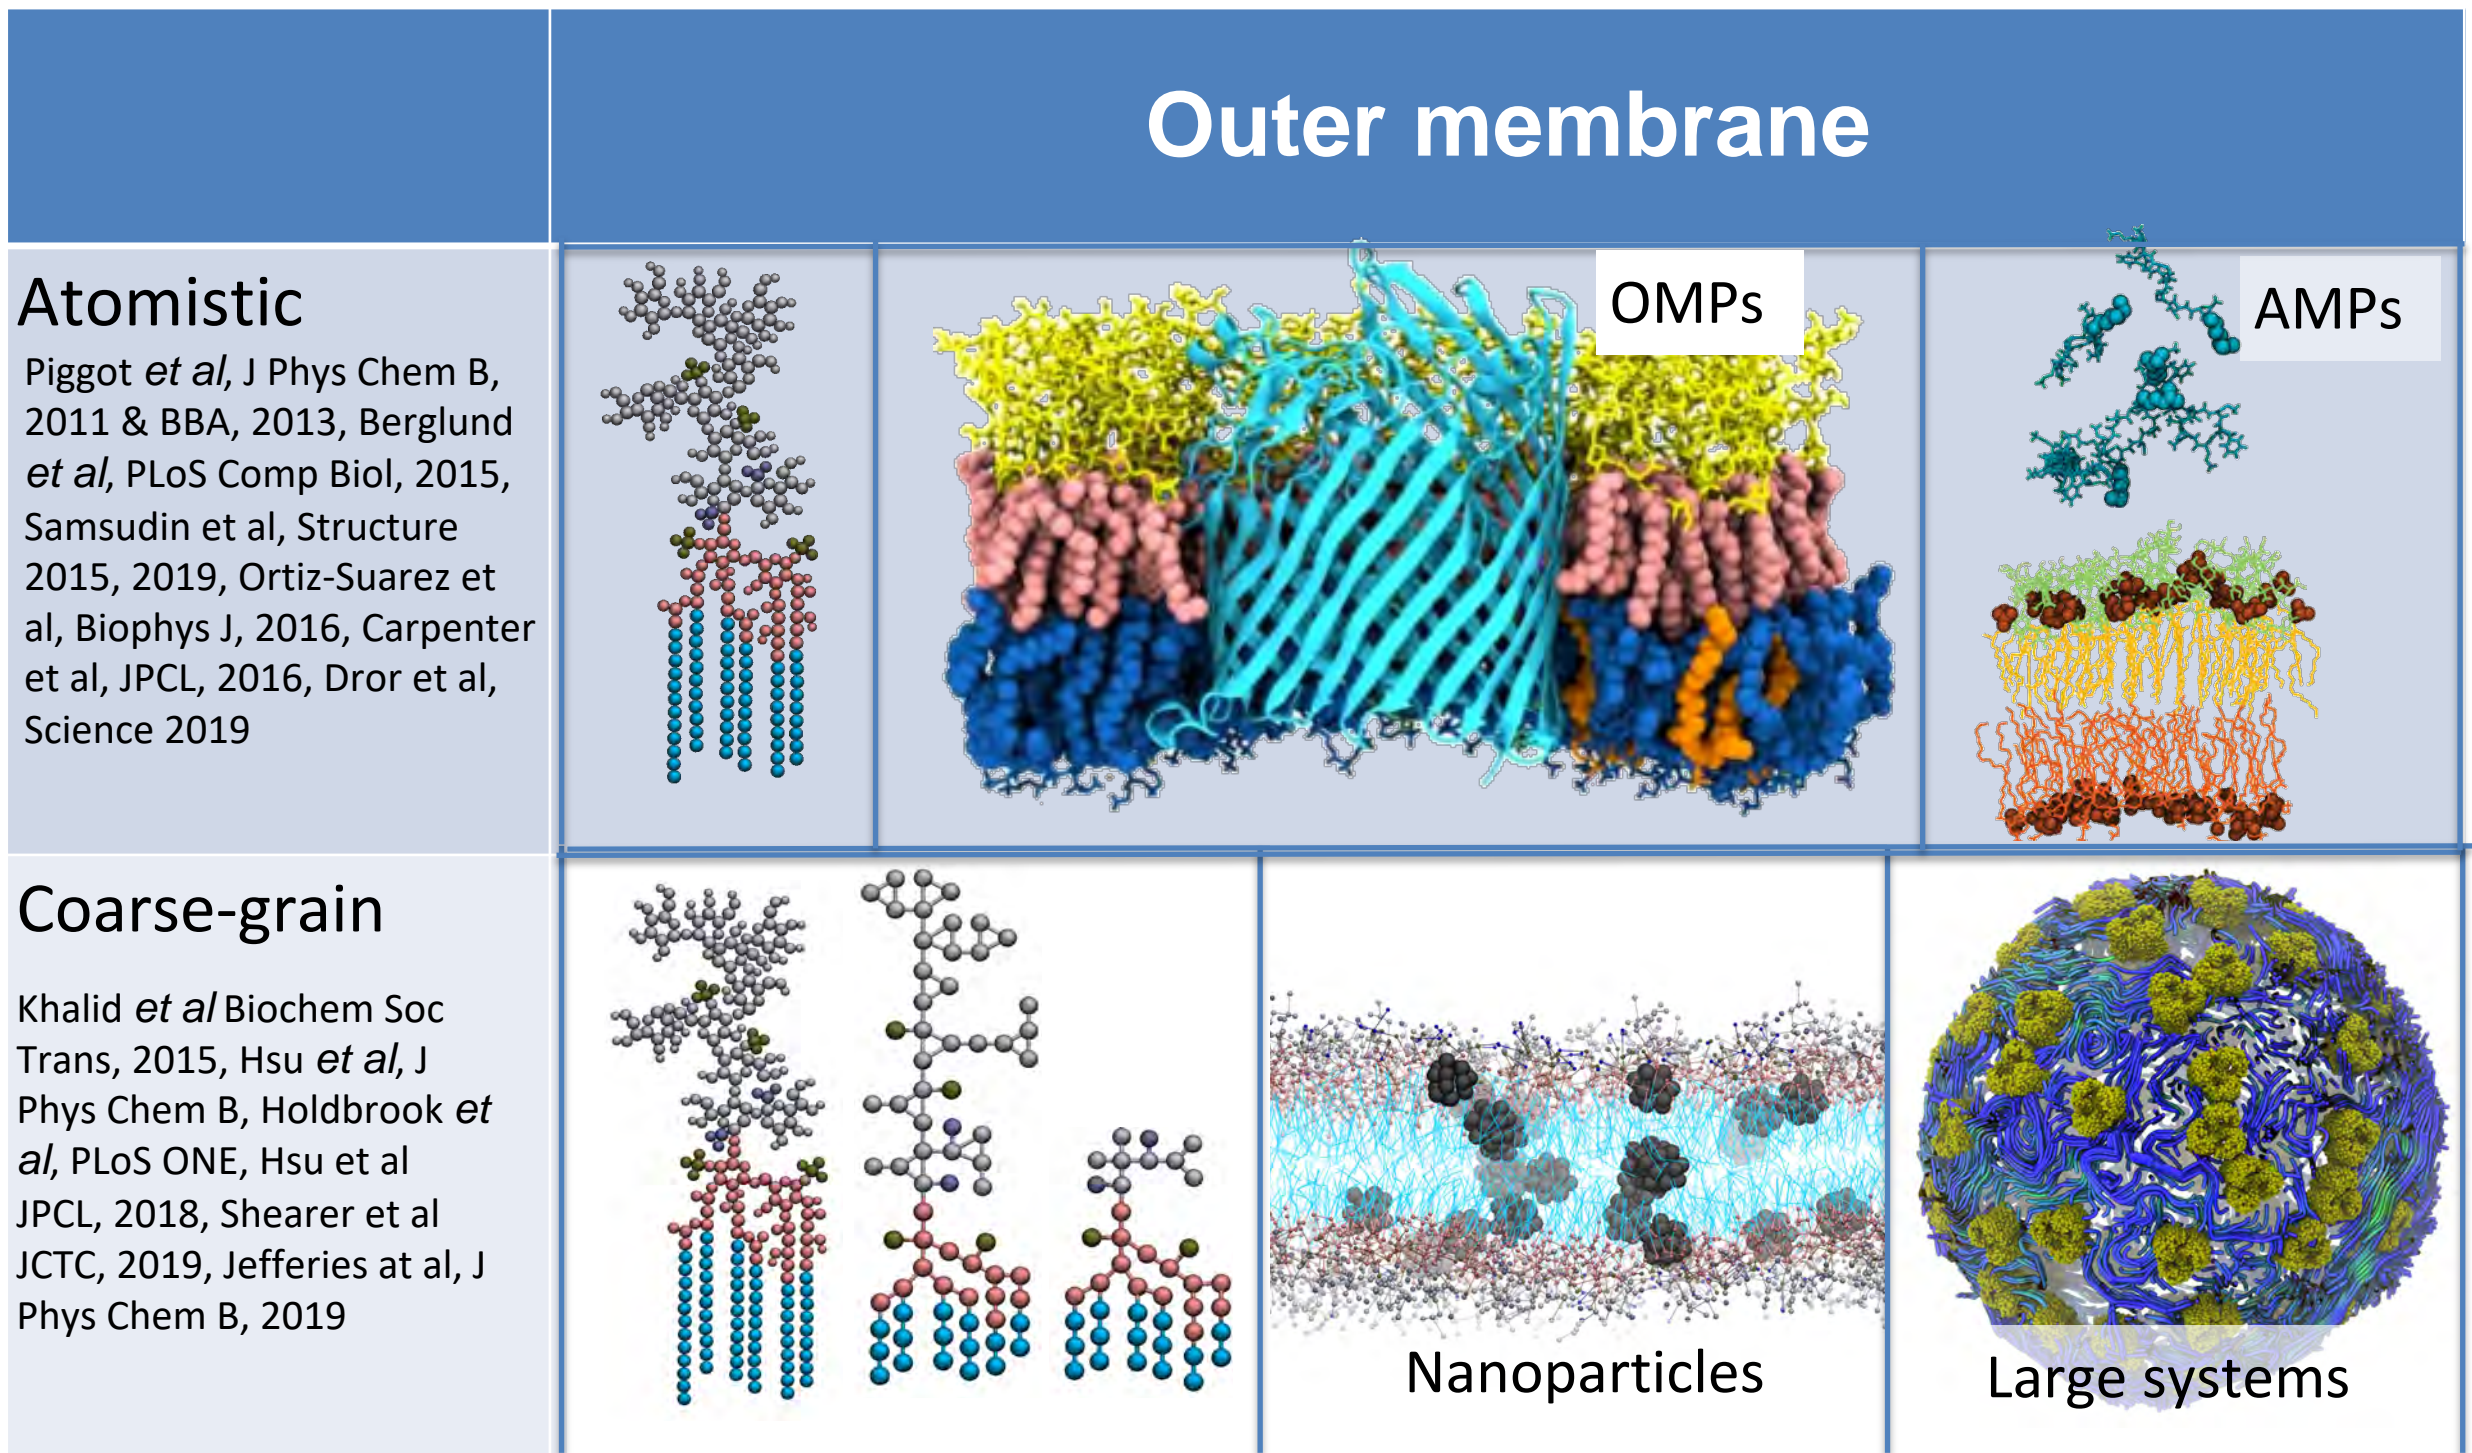 Outer membrane
Atomistic
Piggot et al, J Phys Chem B,
2011 & BBA, 2013, Berglund
et al, PLoS Comp Biol, 2015,
Samsudin et al, Structure
2015, 2019, Ortiz-Suarez et
al, Biophys J, 2016, Carpenter
et al, JPCL, 2016, Dror et al,
Science 2019
OMPs
AMPs
Coarse-grain
Khalid et al Biochem Soc
Trans, 2015, Hsu et al, J
Phys Chem B, Holdbrook et
al, PLoS ONE, Hsu et al
JPCL, 2018, Shearer et al
JCTC, 2019, Jefferies at al, J
Phys Chem B, 2019
Nanoparticles
Large systems